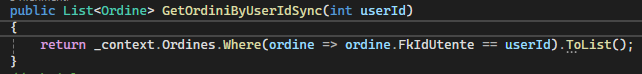 public List<Ordine> GetOrdiniByUserIdSync(int userId)
{
return _context.Ordines.Where(ordine => ordine.FkIdUtente == userId).ToList();
}